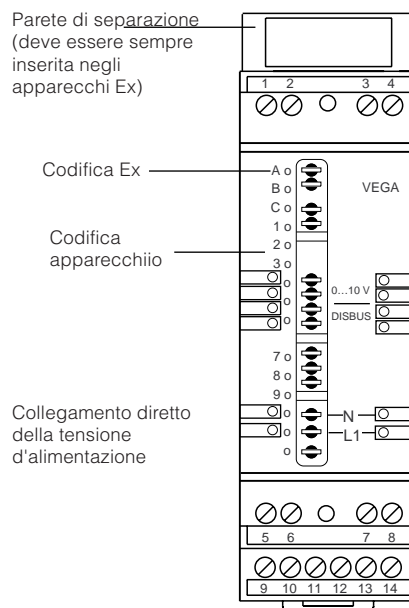 Parete di separazione
(deve essere sempre
inserita negli
apparecchi Ex)
1 2 3 4
Codifica Ex
A o
B o
VEGA
C o
1 o
Codifica
apparecchiio
2 o
3 o
o
o
0...10 V
o
DISBUS
o
7 o
8 o
9 o
Collegamento diretto
della tensione
d'alimentazione
o
N
o
L1
o
5 6 7 8
9 10 11 12 13 14